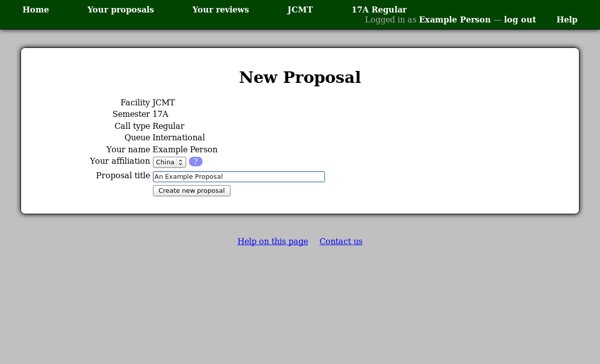 Home Your proposals Your reviews JCMT 17A Regular
Logged in as Example Person — log out Help
New Proposal
Facility JCMT
Semester 17A
Call type Regular
Queue International
Your name Example Person
Your affiliation China ?
Proposal title An Example Proposal
Create new proposal
Help on this page Contact us